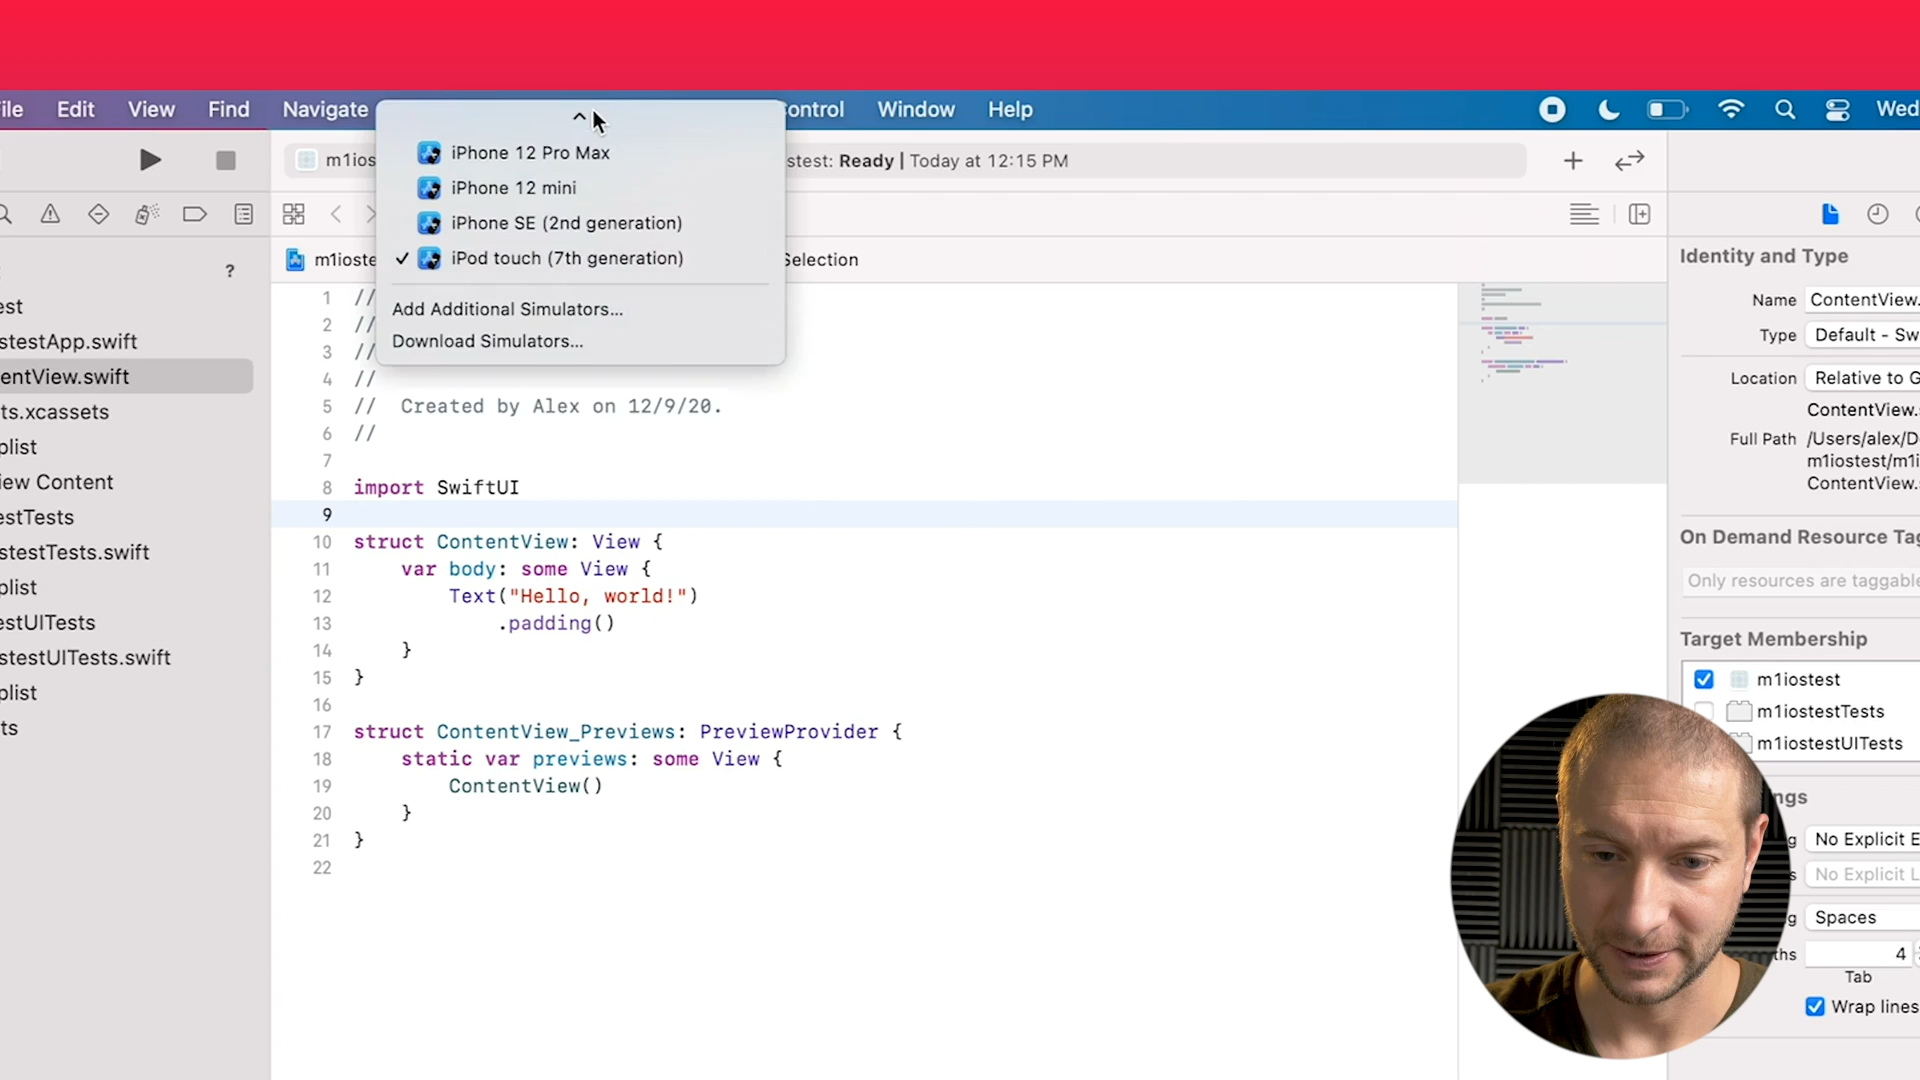 ile Edit View Find Navigate ontrol Window Help Wed
m1ios stest: Ready | Today at 12:15 PM
iPhone 12 Pro Max
iPhone 12 mini
iPhone SE (2nd generation)
✓ iPod touch (7th generation)
Add Additional Simulators...
Download Simulators...
m1ioste Selection
?
est
stestApp.swift
entView.swift
ts.xcassets
plist
iew Content
estTests
stestTests.swift
plist
estUITests
stestUITests.swift
plist
ts
1 //
2 //
3 //
4 //
5 //  Created by Alex on 12/9/20.
6 //
7
8 import SwiftUI
9
10 struct ContentView: View {
11     var body: some View {
12         Text("Hello, world!")
13             .padding()
14     }
15 }
16
17 struct ContentView_Previews: PreviewProvider {
18     static var previews: some View {
19         ContentView()
20     }
21 }
22
Identity and Type
Name ContentView.
Type Default - Sw
Location Relative to G
ContentView.
Full Path /Users/alex/D
m1iostest/m1i
ContentView.
On Demand Resource Tag
Only resources are taggable
Target Membership
m1iostest
m1iostestTests
m1iostestUITests
ngs
g No Explicit E
s No Explicit L
g Spaces
ths 4
Tab
Wrap lines